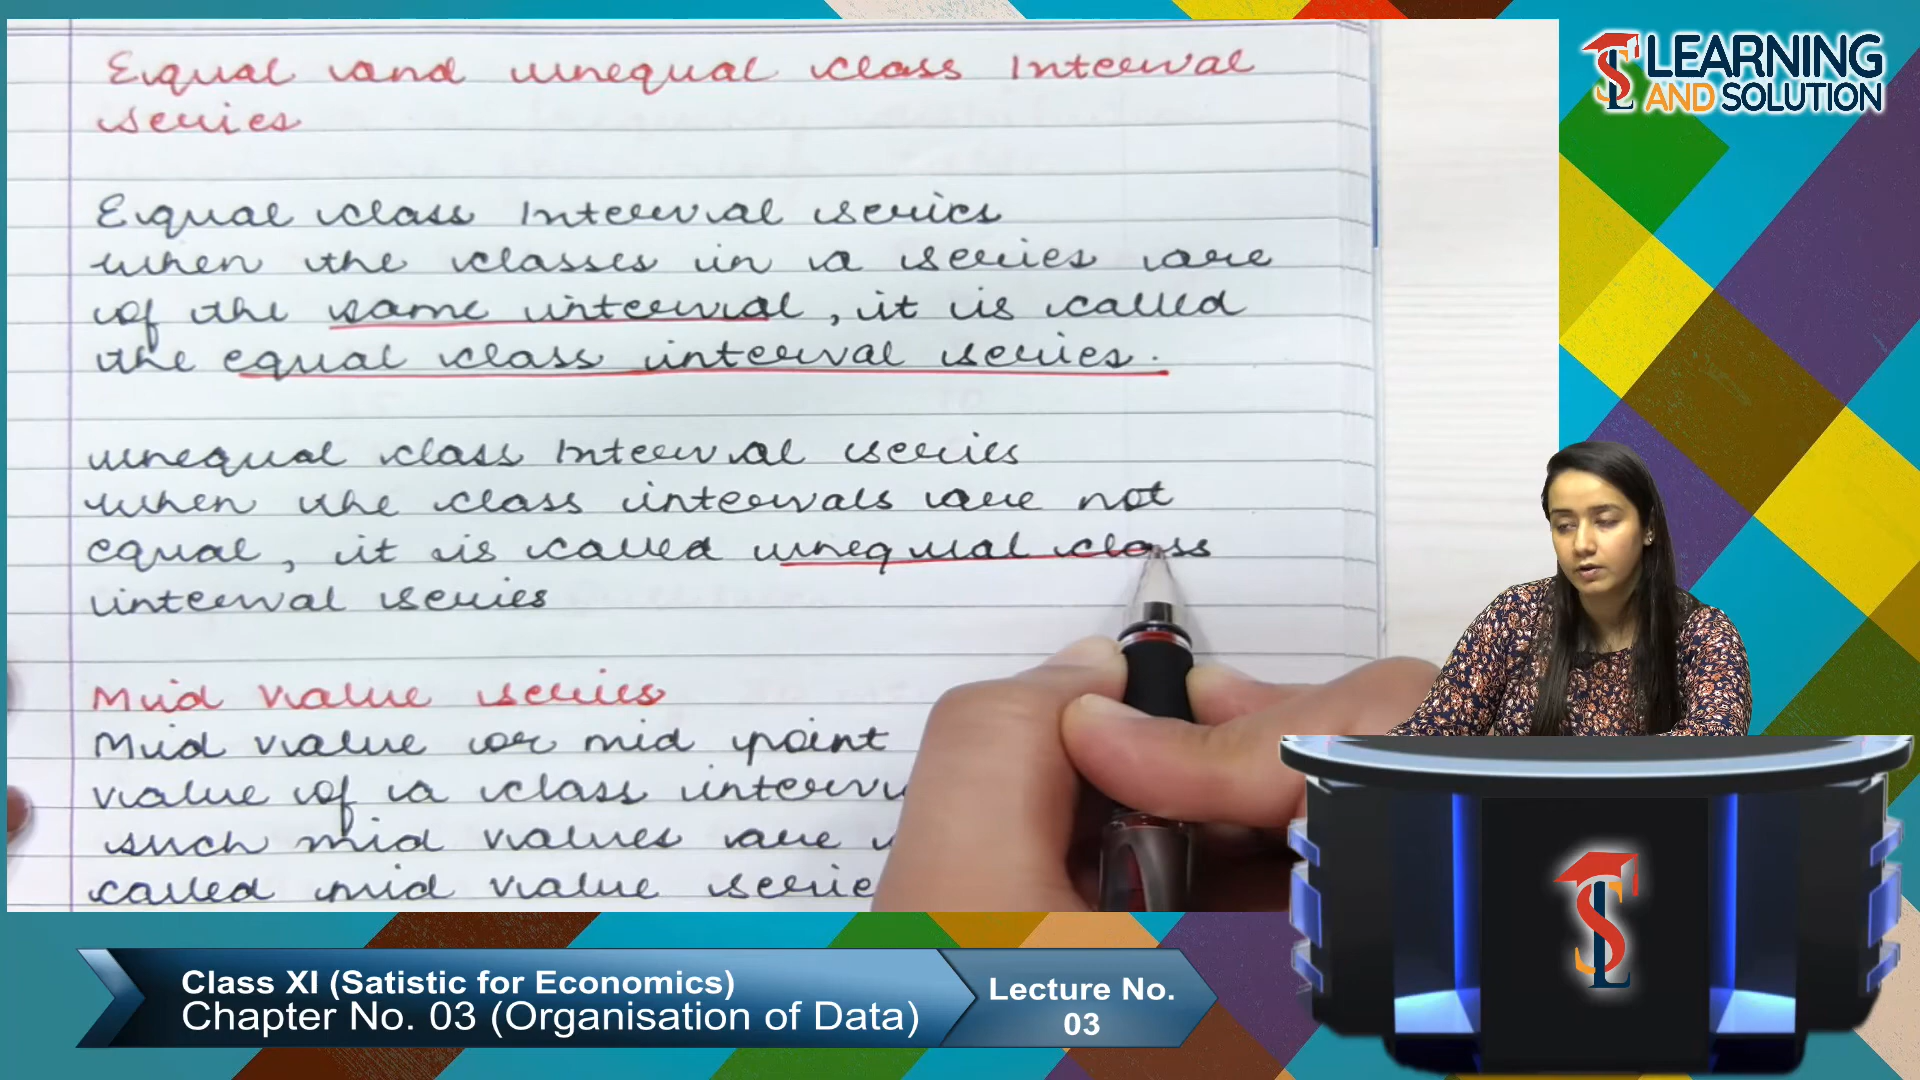 Equal and unequal class Interval
series
Equal class Interval series
when the classes in a series are
of the same interval, it is called
the equal class interval series.
unequal class Interval series
when the class intervals are not
equal, it is called unequal class
interval series
Mid value series
Mid value or mid point
value of a class
such mid values are
called mid value
LEARNING
AND SOLUTION
Class XI (Satistic for Economics)
Chapter No. 03 (Organisation of Data)
Lecture No.
03